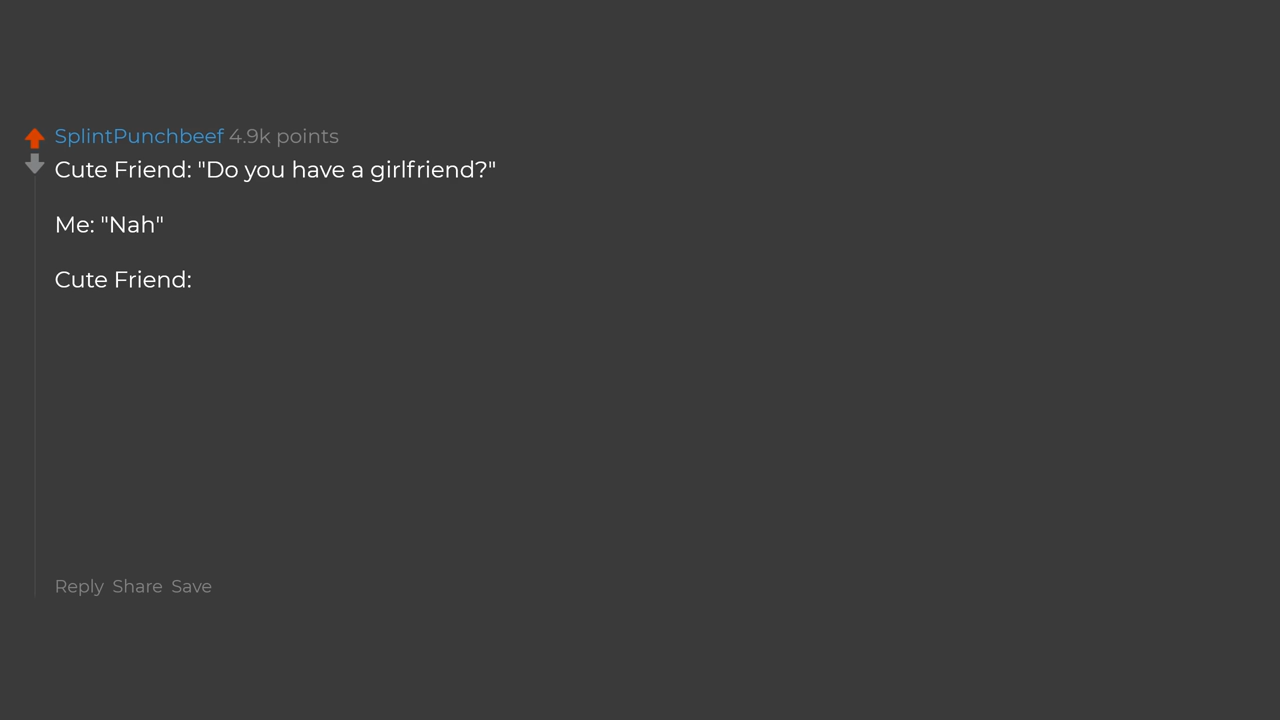 SplintPunchbeef 4.9k points
Cute Friend: "Do you have a girlfriend?"
Me: "Nah"
Cute Friend:
Reply Share Save